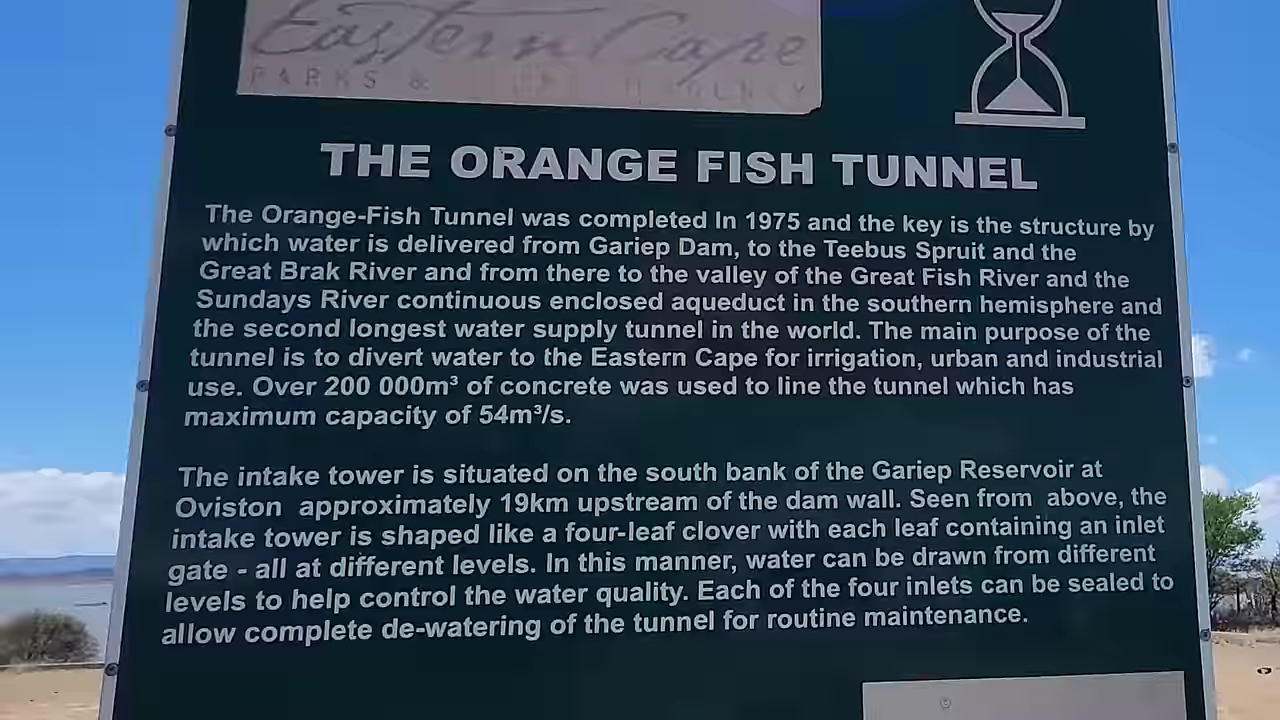 Eastern Cape
PARKS &
THE ORANGE FISH TUNNEL
The Orange-Fish Tunnel was completed In 1975 and the key is the structure by
which water is delivered from Gariep Dam, to the Teebus Spruit and the
Great Brak River and from there to the valley of the Great Fish River and the
Sundays River continuous enclosed aqueduct in the southern hemisphere and
the second longest water supply tunnel in the world. The main purpose of the
tunnel is to divert water to the Eastern Cape for irrigation, urban and industrial
use. Over 200 000m³ of concrete was used to line the tunnel which has
maximum capacity of 54m³/s.
The intake tower is situated on the south bank of the Gariep Reservoir at
Oviston approximately 19km upstream of the dam wall. Seen from above, the
intake tower is shaped like a four-leaf clover with each leaf containing an inlet
gate - all at different levels. In this manner, water can be drawn from different
levels to help control the water quality. Each of the four inlets can be sealed to
allow complete de-watering of the tunnel for routine maintenance.